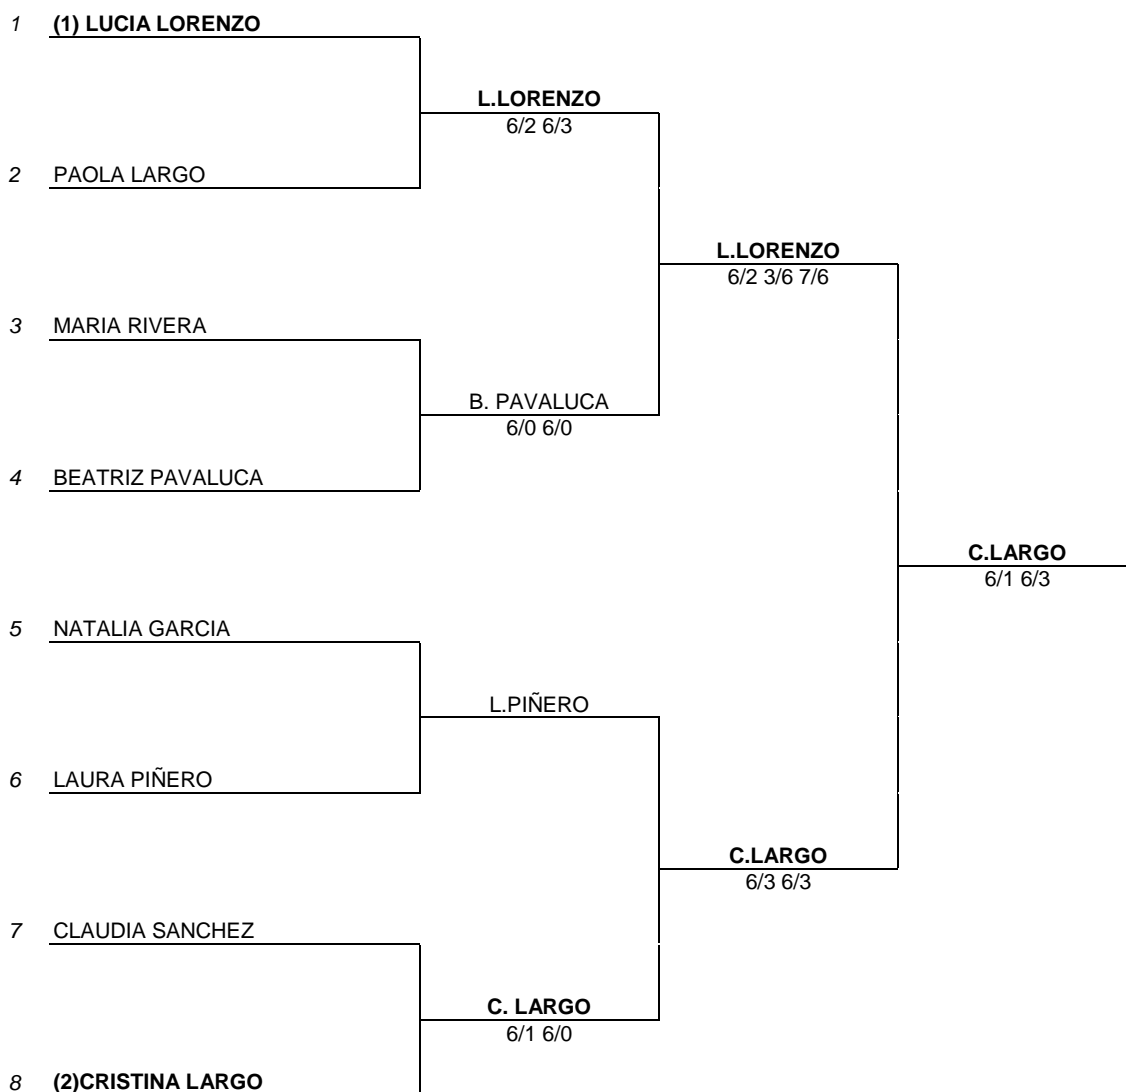 1 (1) LUCIA LORENZO
L.LORENZO
6/2 6/3
2 PAOLA LARGO
L.LORENZO
6/2 3/6 7/6
3 MARIA RIVERA
B. PAVALUCA
6/0 6/0
4 BEATRIZ PAVALUCA
C.LARGO
6/1 6/3
5 NATALIA GARCIA
L.PIÑERO
6 LAURA PIÑERO
C.LARGO
6/3 6/3
7 CLAUDIA SANCHEZ
C. LARGO
6/1 6/0
8 (2)CRISTINA LARGO